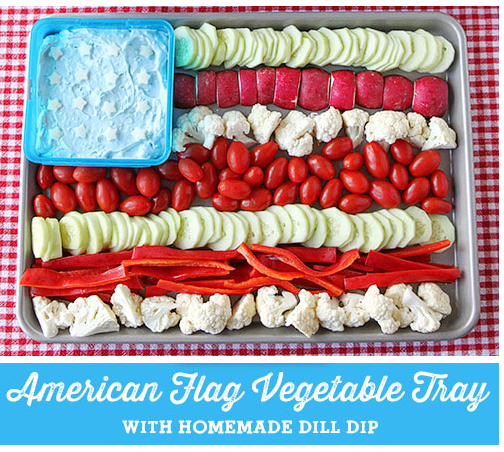 American Flag Vegetable Tray
WITH HOMEMADE DILL DIP